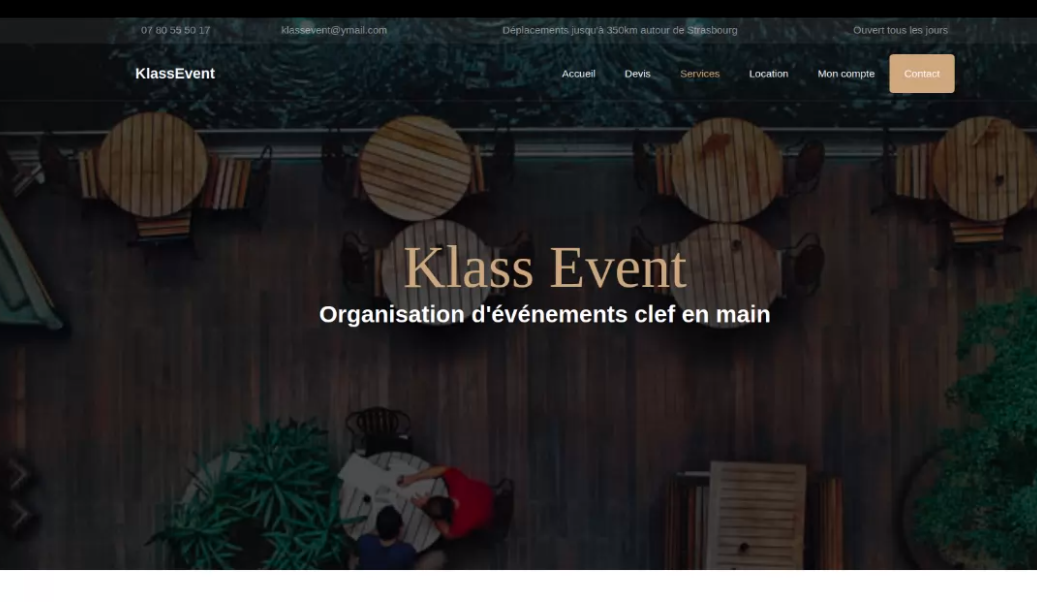 07 80 55 50 17 klassevent@ymail.com Déplacements jusqu'à 350km autour de Strasbourg Ouvert tous les jours
KlassEvent Accueil Devis Services Location Mon compte Contact
Klass Event
Organisation d'événements clef en main